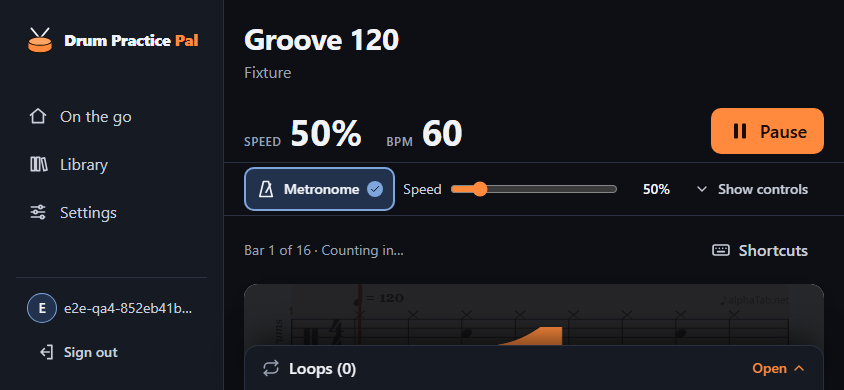 Drum Practice Pal
On the go
Library
Settings
E e2e-qa4-852eb41b...
Sign out
Groove 120
Fixture
SPEED 50% BPM 60
Pause
Metronome Speed 50% Show controls
Bar 1 of 16 · Counting in...
Shortcuts
= 120
alphaTab.net
Loops (0)
Open